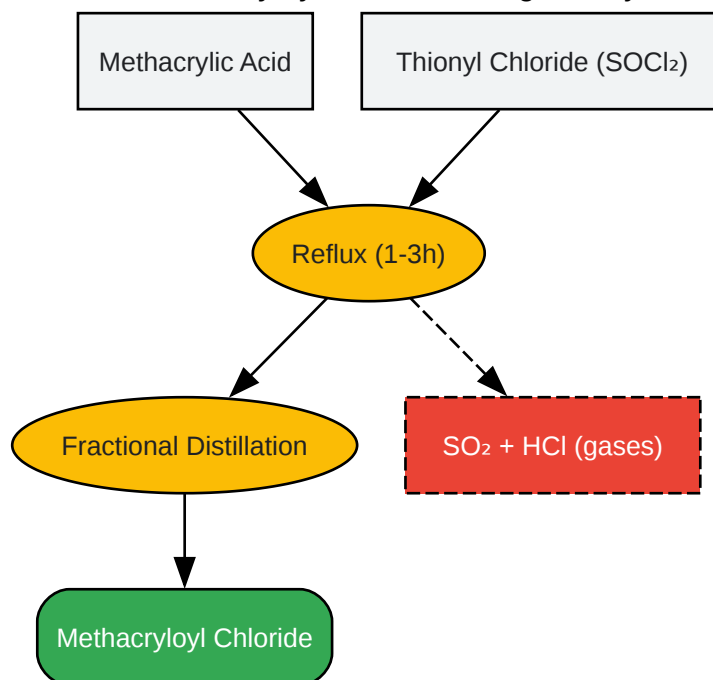 Methacrylic Acid
Thionyl Chloride (SOCl₂)
Reflux (1-3h)
Fractional Distillation
SO₂ + HCl (gases)
Methacryloyl Chloride